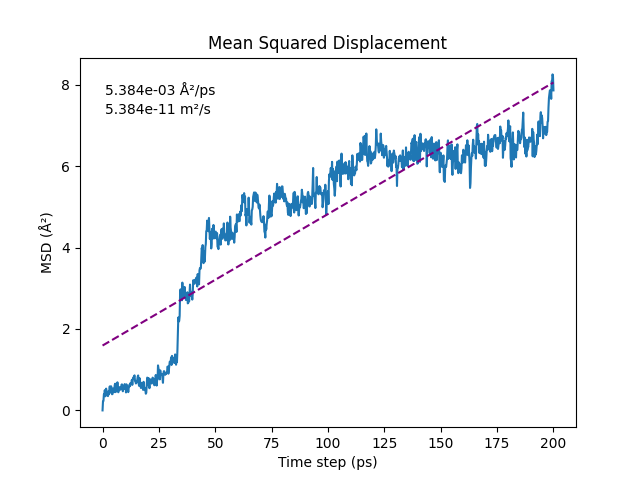 Mean Squared Displacement
5.384e-03 Å²/ps
5.384e-11 m²/s
8
6
4
2
0
MSD (Å²)
0 25 50 75 100 125 150 175 200
Time step (ps)